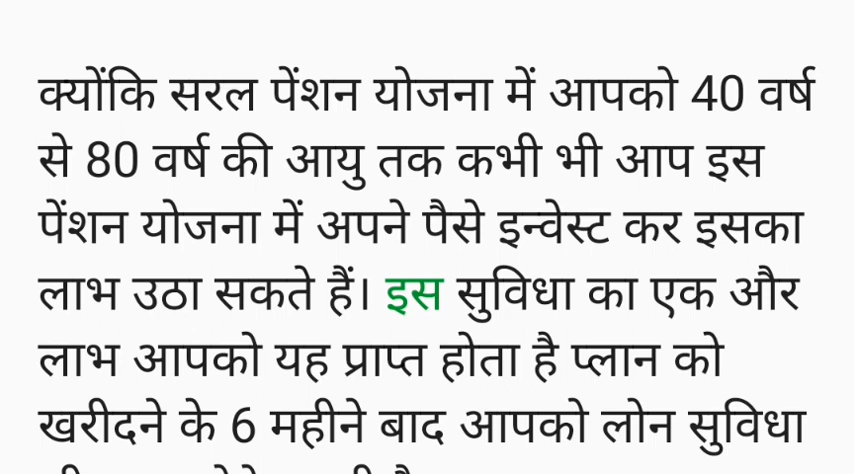 क्योंकि सरल पेंशन योजना में आपको 40 वर्ष
से 80 वर्ष की आयु तक कभी भी आप इस
पेंशन योजना में अपने पैसे इन्वेस्ट कर इसका
लाभ उठा सकते हैं। इस सुविधा का एक और
लाभ आपको यह प्राप्त होता है प्लान को
खरीदने के 6 महीने बाद आपको लोन सुविधा